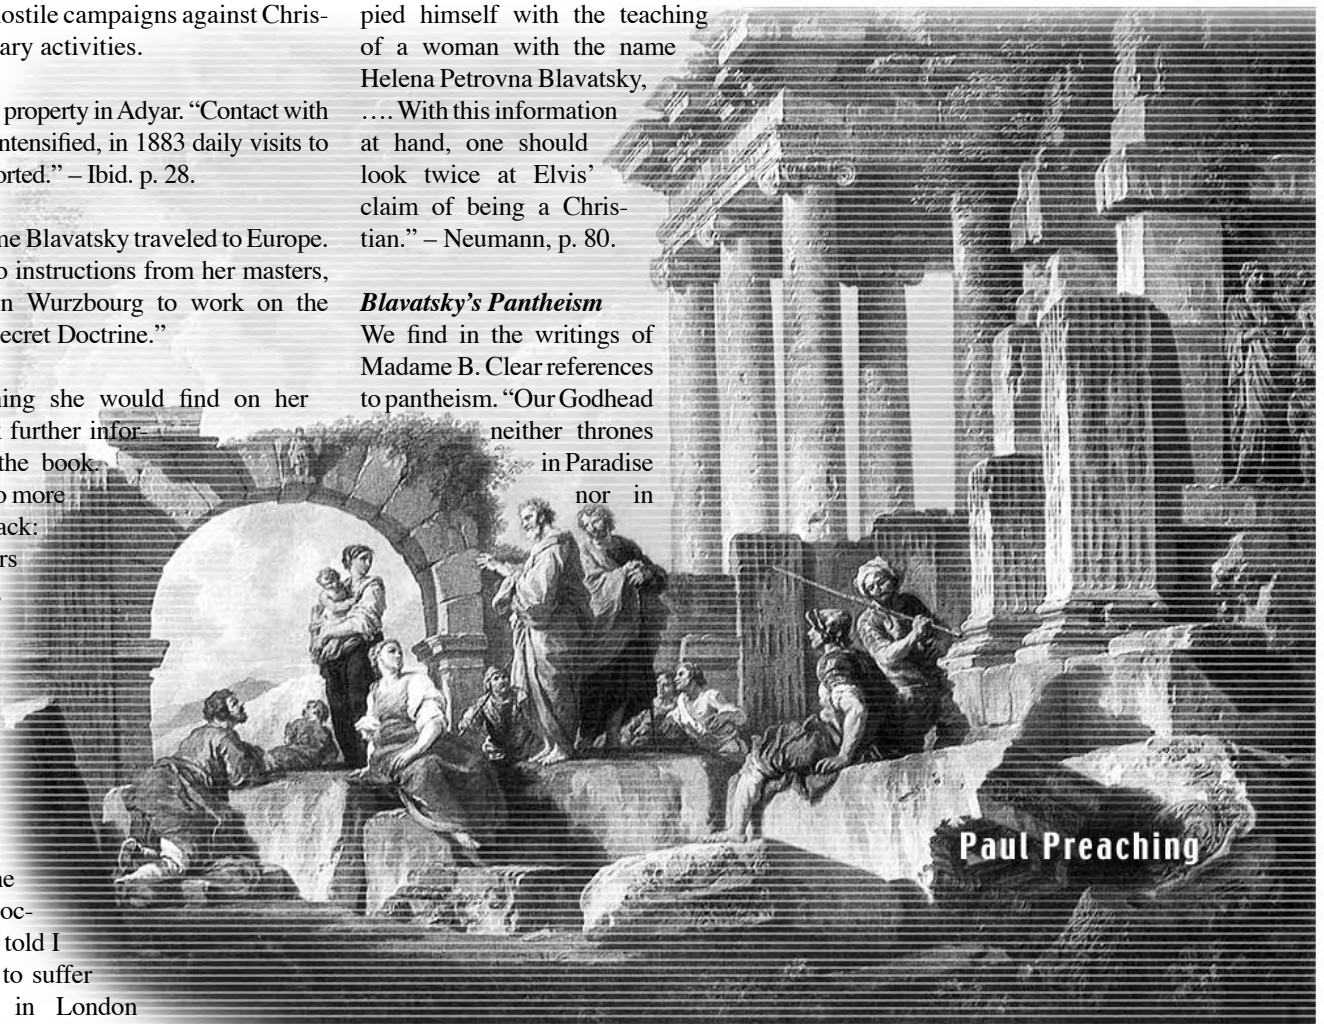 ostile campaigns against Chris-
ary activities.
property in Adyar. “Contact with
ntensified, in 1883 daily visits to
orted.” – Ibid. p. 28.
me Blavatsky traveled to Europe.
o instructions from her masters,
n Wurzbourg to work on the
ecret Doctrine.”
ning she would find on her
further infor-
the book.
o more
ack:
rs
ne
oc-
told I
to suffer
in London
pied himself with the teaching
of a woman with the name
Helena Petrovna Blavatsky,
…. With this information
at hand, one should
look twice at Elvis’
claim of being a Chris-
tian.” – Neumann, p. 80.
Blavatsky’s Pantheism
We find in the writings of
Madame B. Clear references
to pantheism. “Our Godhead
neither thrones
in Paradise
nor in
Paul Preaching